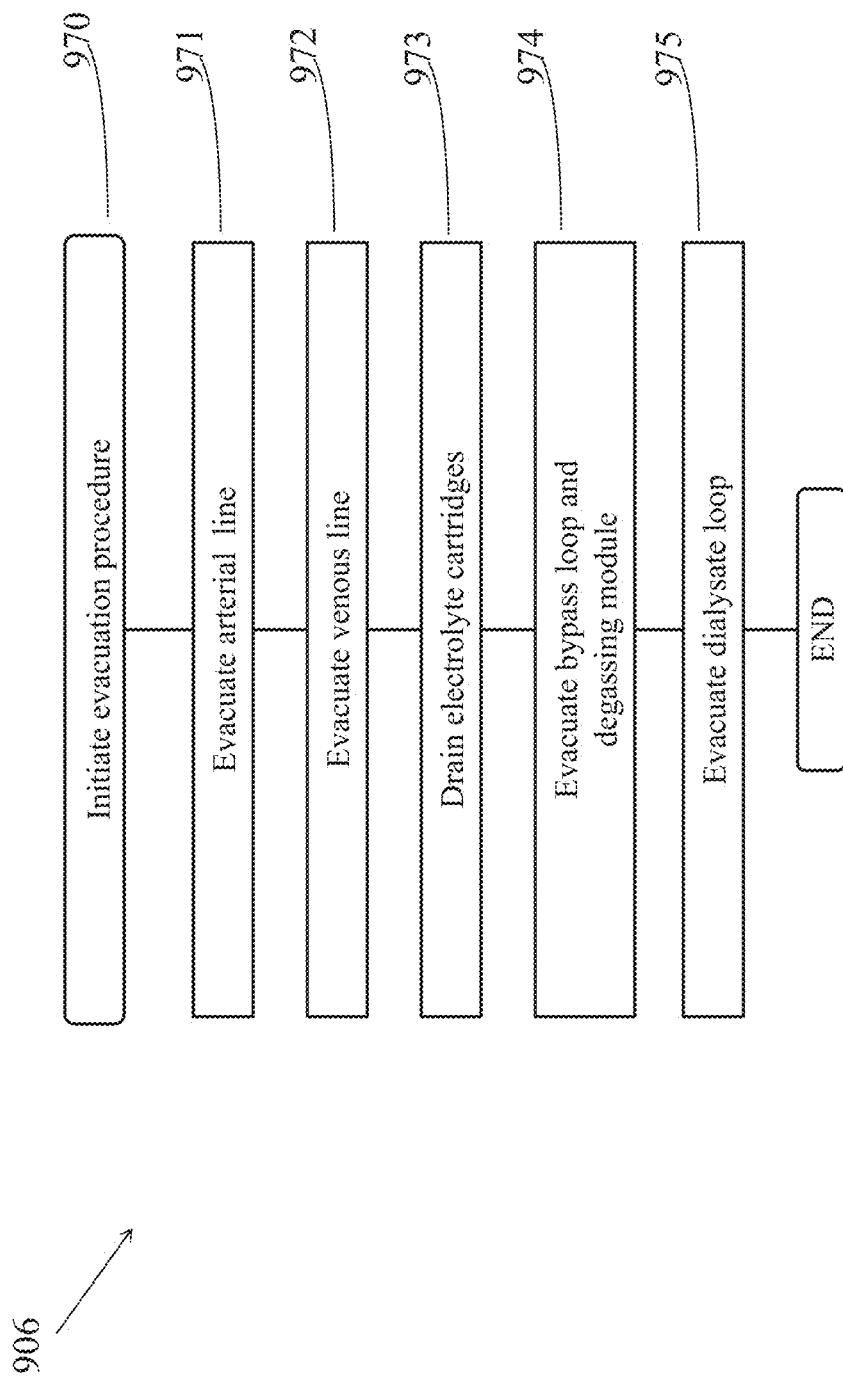 906
Initiate evacuation procedure
970
Evacuate arterial line
971
Evacuate venous line
972
Drain electrolyte cartridges
973
Evacuate bypass loop and
degassing module
974
Evacuate dialysate loop
975
END